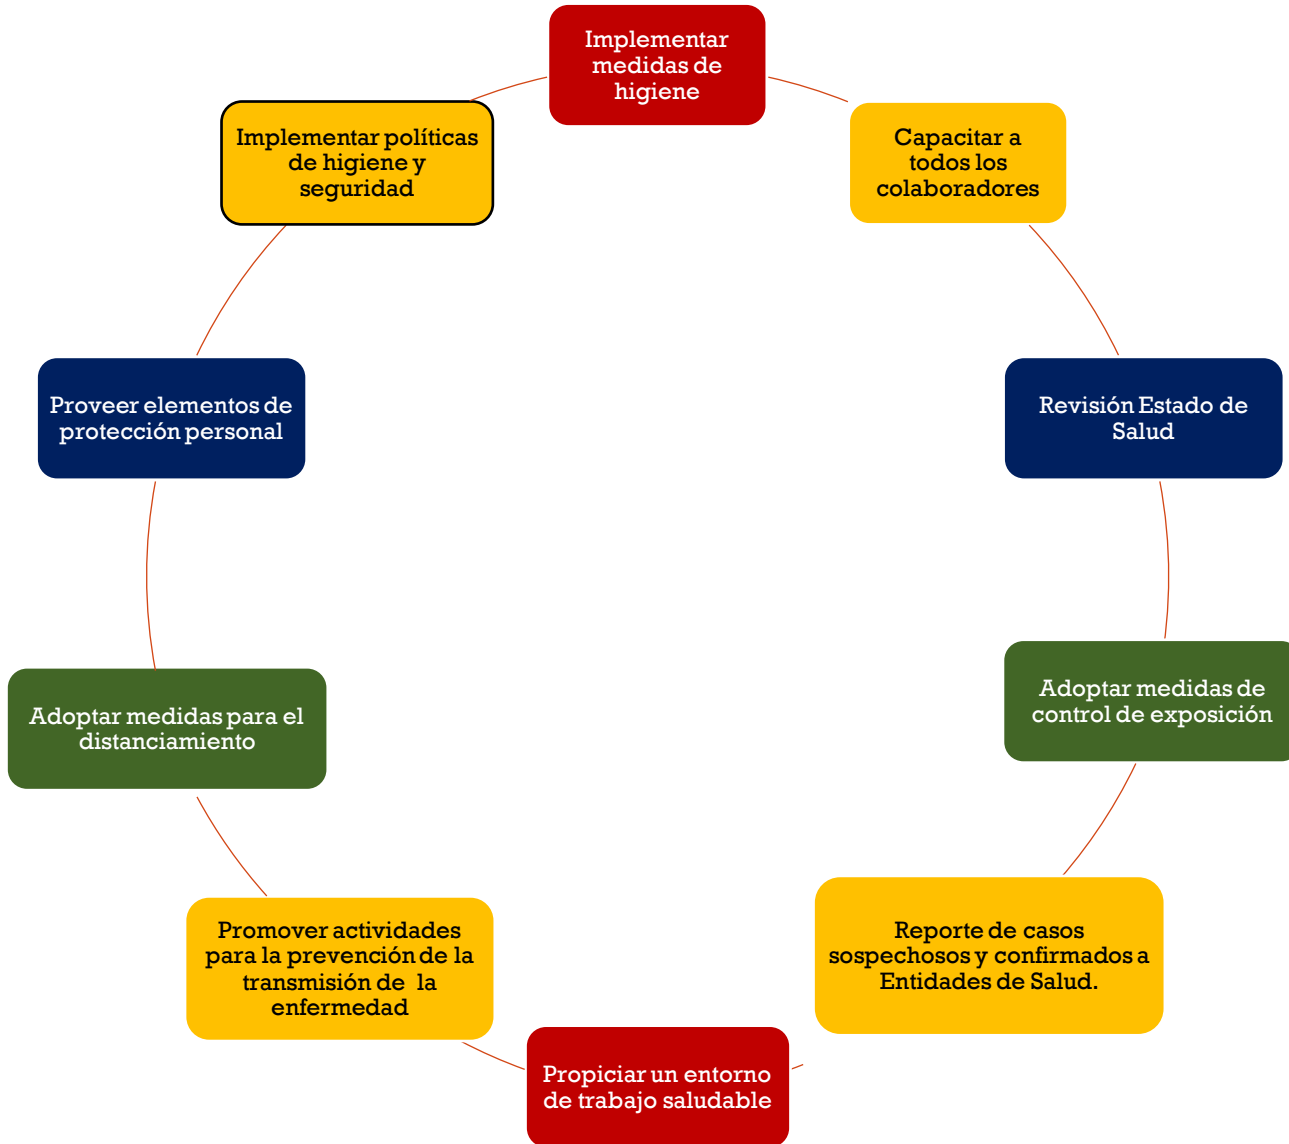 Implementar
medidas de
higiene
Capacitar a
todos los
colaboradores
Revisión Estado de
Salud
Adoptar medidas de
control de exposición
Reporte de casos
sospechosos y confirmados a
Entidades de Salud.
Propiciar un entorno
de trabajo saludable
Promover actividades
para la prevención de la
transmisión de la
enfermedad
Adoptar medidas para el
distanciamiento
Proveer elementos de
protección personal
Implementar políticas
de higiene y
seguridad